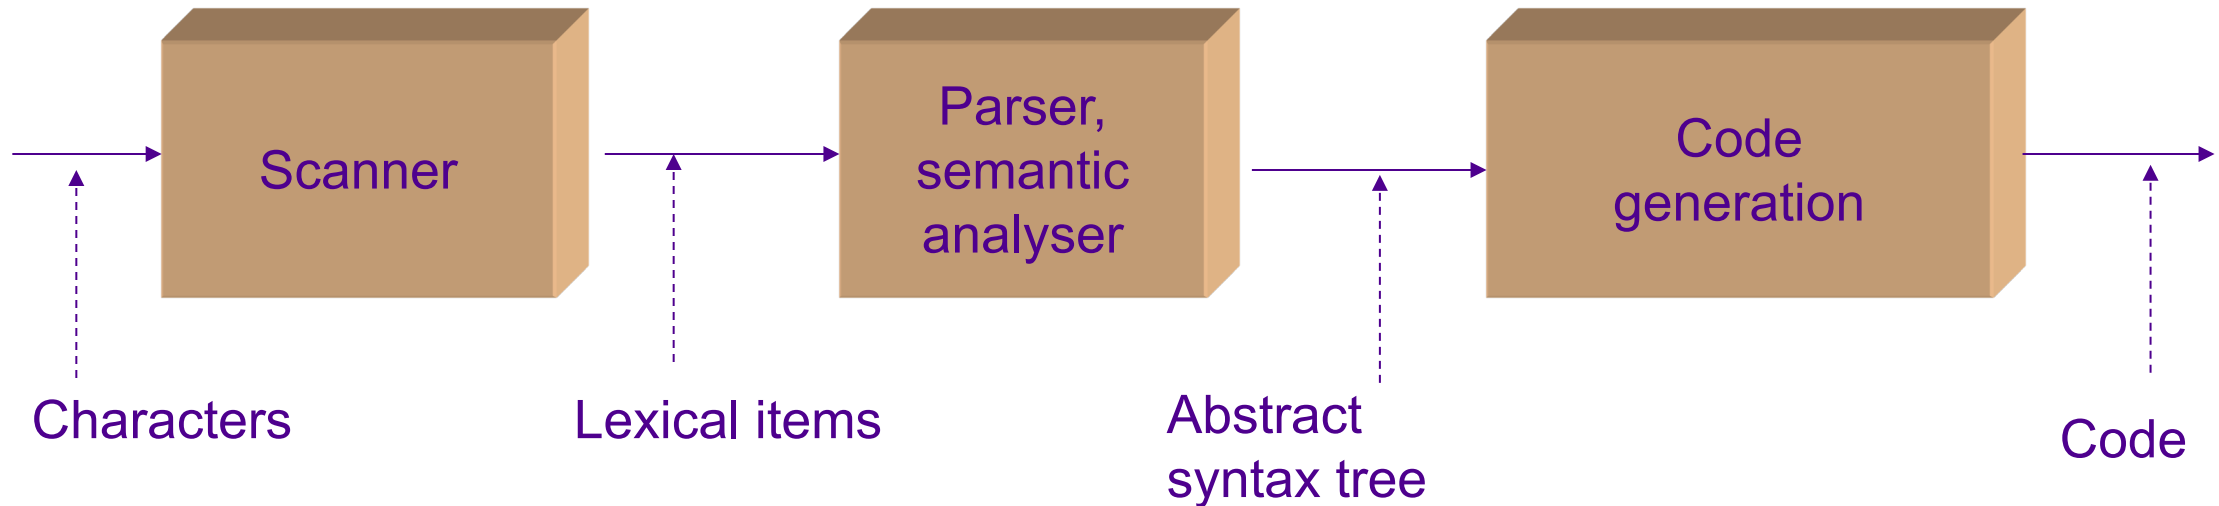 Scanner
Parser,
semantic
analyser
Code
generation
Characters
Lexical items
Abstract
syntax tree
Code